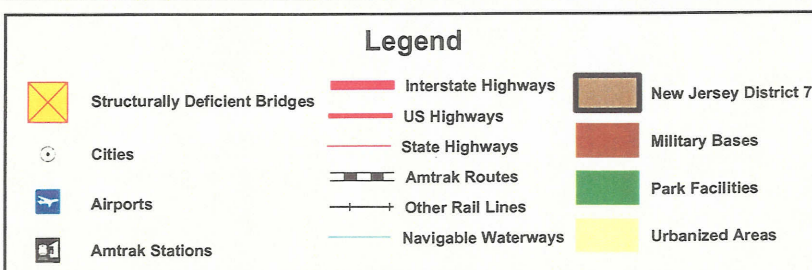 Legend
Structurally Deficient Bridges
Cities
Airports
Amtrak Stations
Interstate Highways
US Highways
State Highways
Amtrak Routes
Other Rail Lines
Navigable Waterways
New Jersey District 7
Military Bases
Park Facilities
Urbanized Areas